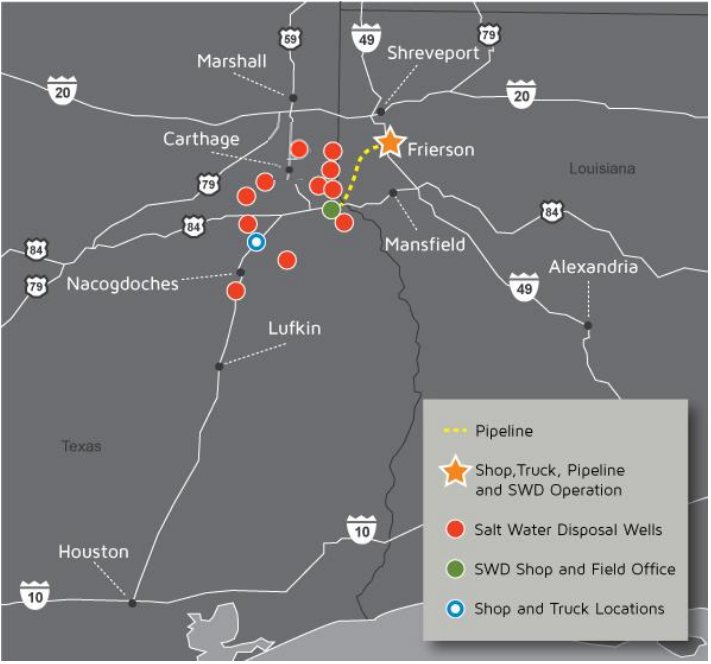 59
49
79
Marshall
Shreveport
20
20
Carthage
Frierson
Louisiana
79
84
84
Mansfield
84
79
Nacogdoches
Alexandria
49
Lufkin
Texas
Pipeline
Shop,Truck, Pipeline
and SWD Operation
10
Salt Water Disposal Wells
Houston
SWD Shop and Field Office
10
Shop and Truck Locations